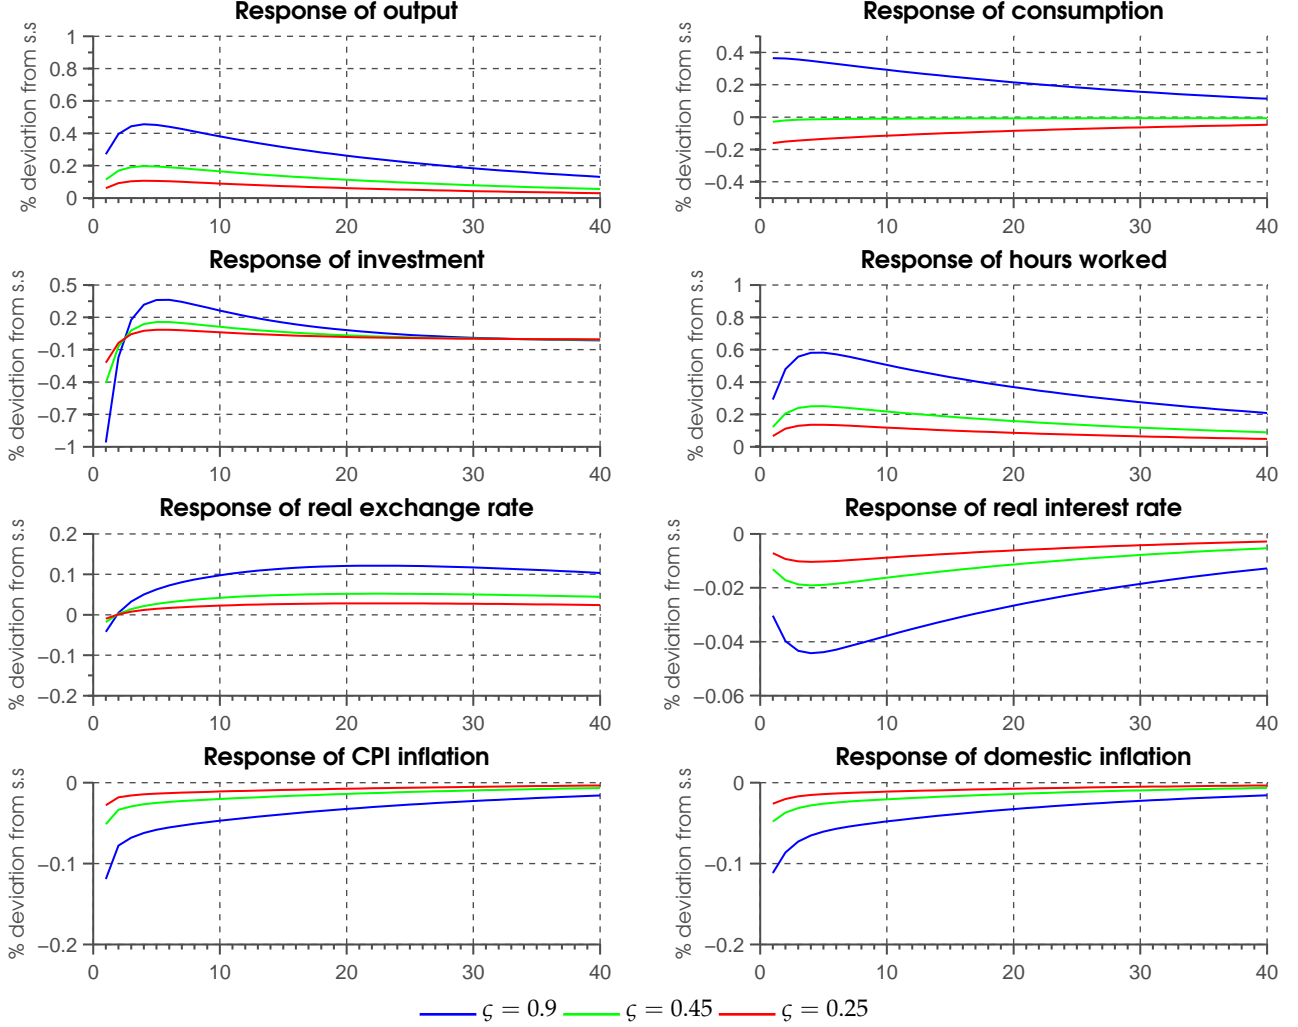 Response of output
% deviation from s.s
1
0.8
0.6
0.4
0.2
0
0 10 20 30 40
Response of consumption
% deviation from s.s
0.4
0.2
0
−0.2
−0.4
0 10 20 30 40
Response of investment
% deviation from s.s
0.5
0.2
−0.1
−0.4
−0.7
−1
0 10 20 30 40
Response of hours worked
% deviation from s.s
1
0.8
0.6
0.4
0.2
0
0 10 20 30 40
Response of real exchange rate
% deviation from s.s
0.2
0.1
0
−0.1
−0.2
0 10 20 30 40
Response of real interest rate
% deviation from s.s
0
−0.02
−0.04
−0.06
0 10 20 30 40
Response of CPI inflation
% deviation from s.s
0
−0.1
−0.2
0 10 20 30 40
Response of domestic inflation
% deviation from s.s
0
−0.1
−0.2
0 10 20 30 40
ς = 0.9 ς = 0.45 ς = 0.25